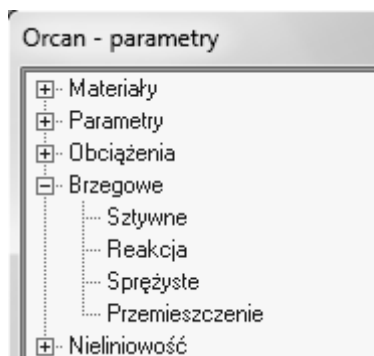 Orcan - parametry
Materiały
Parametry
Obciążenia
Brzegowe
Sztywne
Reakcja
Sprężyste
Przemieszczenie
Nieliniowość